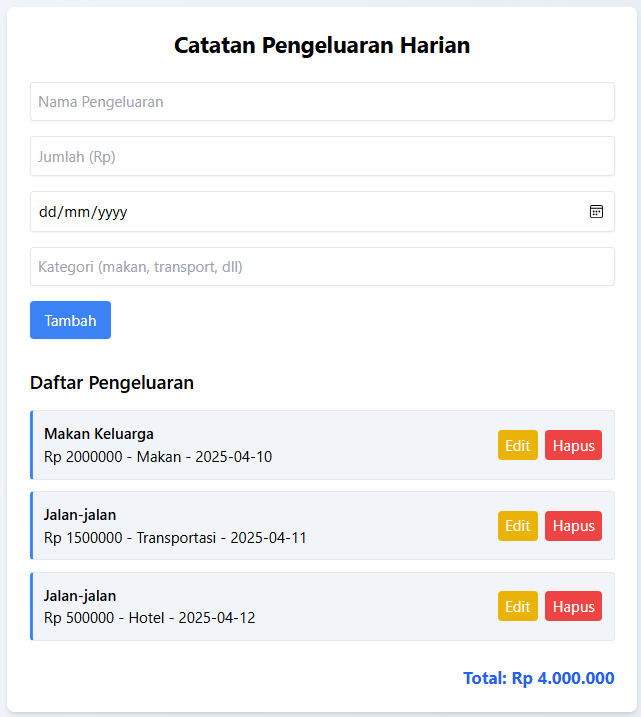 Catatan Pengeluaran Harian
Nama Pengeluaran
Jumlah (Rp)
dd/mm/yyyy
Kategori (makan, transport, dll)
Tambah
Daftar Pengeluaran
Makan Keluarga
Rp 2000000 - Makan - 2025-04-10
Edit Hapus
Jalan-jalan
Rp 1500000 - Transportasi - 2025-04-11
Edit Hapus
Jalan-jalan
Rp 500000 - Hotel - 2025-04-12
Edit Hapus
Total: Rp 4.000.000